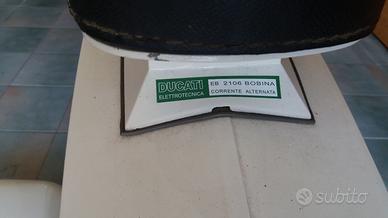 DUCATI
ELETTROTECNICA
EB 2106 BOBINA
CORRENTE ALTERNATA
subito